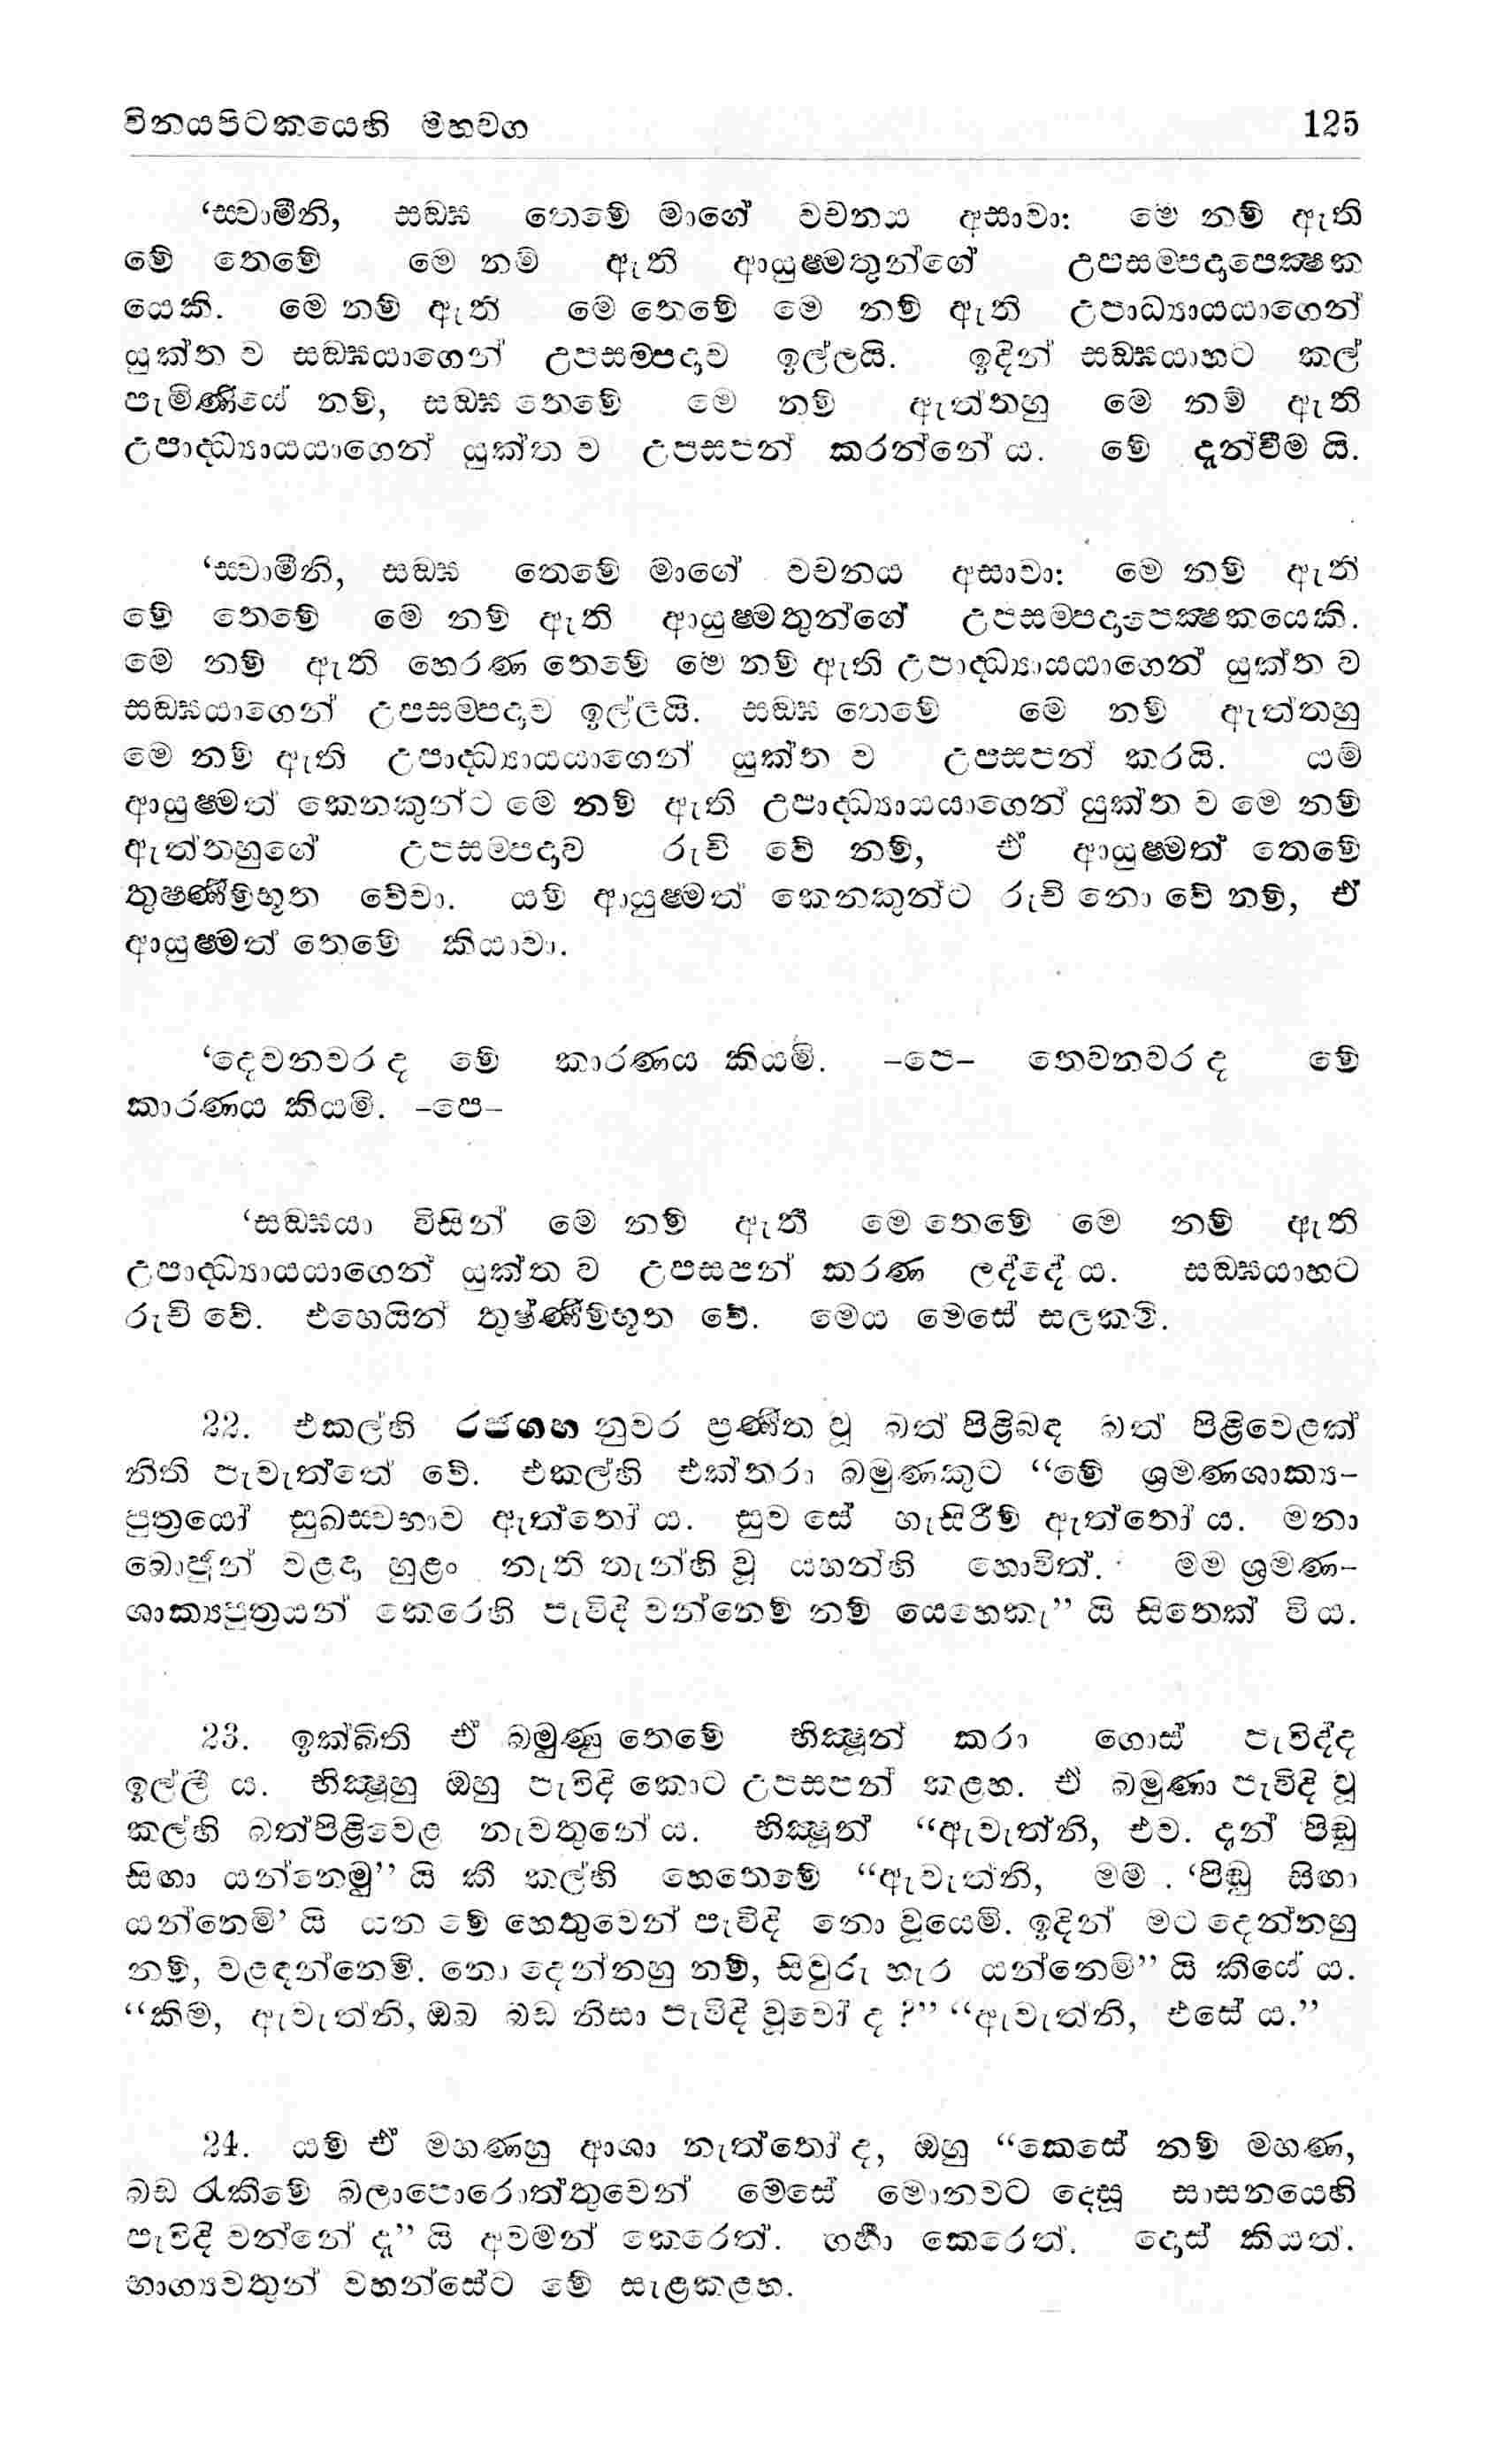 විනයපිටකයෙහි මහවග 125
‘ස්වාමීනි, සඞ්ඝ තෙමේ මාගේ වචනය අසාවා: මෙ නම් ඇති
මේ තෙමේ මෙ නම් ඇති ආයුෂ්මතුන්ගේ උපසම්පදාපෙක්ෂක
යෙකි. මෙ නම් ඇති මෙ තෙමේ මෙ නම් ඇති උපාධ්‍යායයාගෙන්
යුක්ත ව සඞ්ඝයාගෙන් උපසම්පදාව ඉල්ලයි. ඉදින් සඞ්ඝයාහට කල්
පැමිණියේ නම්, සඞ්ඝ තෙමේ මෙ නම් ඇත්තහු මෙ නම් ඇති
උපාද්ධ්‍යායයාගෙන් යුක්ත ව උපසපන් කරන්නේ ය. මේ දැන්වීම යි.
‘ස්වාමීනි, සඞ්ඝ තෙමේ මාගේ වචනය අසාවා: මෙ නම් ඇති
මේ තෙමේ මෙ නම් ඇති ආයුෂ්මතුන්ගේ උපසම්පදාපෙක්ෂකයෙකි.
මෙ නම් ඇති හෙරණ තෙමේ මෙ නම් ඇති උපාද්ධ්‍යායයාගෙන් යුක්ත ව
සඞ්ඝයාගෙන් උපසම්පදාව ඉල්ලයි. සඞ්ඝ තෙමේ මෙ නම් ඇත්තහු
මෙ නම් ඇති උපාද්ධ්‍යායයාගෙන් යුක්ත ව උපසපන් කරයි. යම්
ආයුෂ්මත් කෙනකුන්ට මෙ නම් ඇති උපාද්ධ්‍යායයාගෙන් යුක්ත ව මෙ නම්
ඇත්තහුගේ උපසම්පදාව රුචි වේ නම්, ඒ ආයුෂ්මත් තෙමේ
තුෂ්ණීම්භූත වේවා. යම් ආයුෂ්මත් කෙනකුන්ට රුචි නො වේ නම්, ඒ
ආයුෂ්මත් තෙමේ කියාවා.
‘දෙවනවර ද මේ කාරණය කියමි. –පෙ– තෙවනවර ද මේ
කාරණය කියමි. –පෙ–
‘සඞ්ඝයා විසින් මෙ නම් ඇති මෙ තෙමේ මෙ නම් ඇති
උපාද්ධ්‍යායයාගෙන් යුක්ත ව උපසපන් කරණ ලද්දේ ය. සඞ්ඝයාහට
රුචි වේ. එහෙයින් තුෂ්ණීම්භූත වේ. මෙය මෙසේ සලකමි.
22. එකල්හි රජගහ නුවර ප්‍රණීත වූ බත් පිළිබඳ බත් පිළිවෙළක්
නිති පැවැත්තේ වේ. එකල්හි එක්තරා බමුණකුට “මේ ශ්‍රමණශාක්‍ය-
පුත්‍රයෝ සුඛස්වභාව ඇත්තෝ ය. සුව සේ හැසිරීම් ඇත්තෝ ය. මනා
බොජුන් වළඳා හුළං නැති තැන්හි වූ යහන්හි හොවිත්. මම ශ්‍රමණ-
ශාක්‍යපුත්‍රයන් කෙරෙහි පැවිදි වන්නෙම් නම් යෙහෙකැ” යි සිතෙක් විය.
23. ඉක්බිති ඒ බමුණු තෙමේ භික්ෂූන් කරා ගොස් පැවිද්ද
ඉල්ලී ය. භික්ෂූහු ඔහු පැවිදි කොට උපසපන් කළහ. ඒ බමුණා පැවිදි වූ
කල්හි බත්පිළිවෙළ නැවතුනේ ය. භික්ෂූන් “ඇවැත්නි, එව. දැන් පිඬු
සිඟා යන්නෙමු” යි කී කල්හි හෙතෙමේ “ඇවැත්නි, මම ‘පිඬු සිඟා
යන්නෙමි’ යි යන මේ හෙතුවෙන් පැවිදි නො වූයෙමි. ඉදින් මට දෙන්නහු
නම්, වළඳන්නෙමි. නො දෙන්නහු නම්, සිවුරු හැර යන්නෙමි” යි කීයේ ය.
“කිම, ඇවැත්නි, ඔබ බඩ නිසා පැවිදි වූවෝ ද ?” “ඇවැත්නි, එසේ ය.”
24. යම් ඒ මහණහු ආශා නැත්තෝ ද, ඔහු “කෙසේ නම් මහණ,
බඩ රැකීමේ බලාපොරොත්තුවෙන් මෙසේ මොනවට දෙසූ සාසනයෙහි
පැවිදි වන්නේ දැ” යි අවමන් කෙරෙත්. ගර්හා කෙරෙත්. දොස් කියත්.
භාග්‍යවතුන් වහන්සේට මේ සැළකළහ.